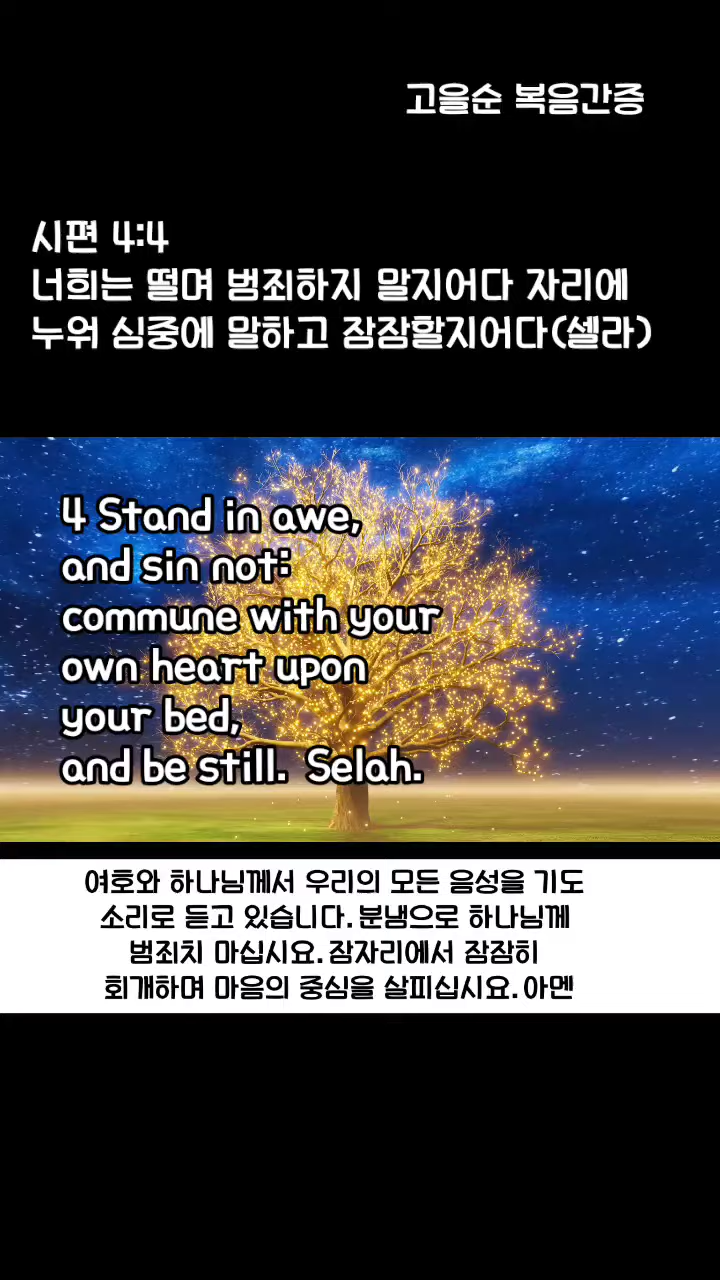 고을순 복음간증
시편 4:4
너희는 떨며 범죄하지 말지어다 자리에
누워 심중에 말하고 잠잠할지어다(셀라)
4 Stand in awe,
and sin not:
commune with your
own heart upon
your bed,
and be still. Selah.
여호와 하나님께서 우리의 모든 음성을 기도
소리로 듣고 있습니다.분냄으로 하나님께
범죄치 마십시요.잠자리에서 잠잠히
회개하며 마음의 중심을 살피십시요.아멘